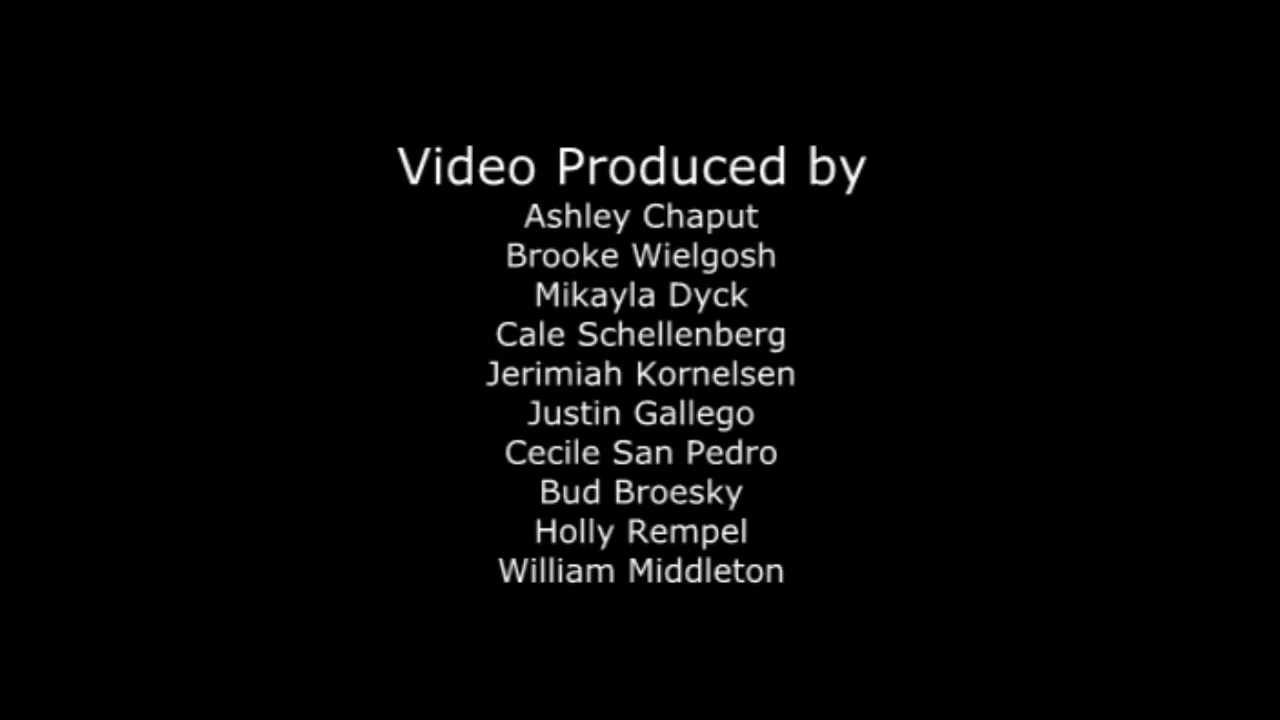 Video Produced by
Ashley Chaput
Brooke Wielgosh
Mikayla Dyck
Cale Schellenberg
Jerimiah Kornelsen
Justin Gallego
Cecile San Pedro
Bud Broesky
Holly Rempel
William Middleton